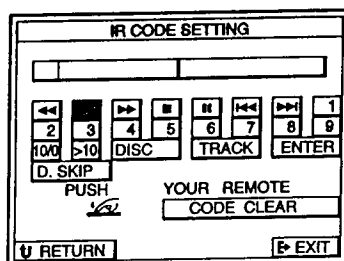 IR CODE SETTING
1
2 3 4 5 6 7 8 9
10/0 >10 DISC TRACK ENTER
D. SKIP
PUSH YOUR REMOTE
CODE CLEAR
RETURN EXIT